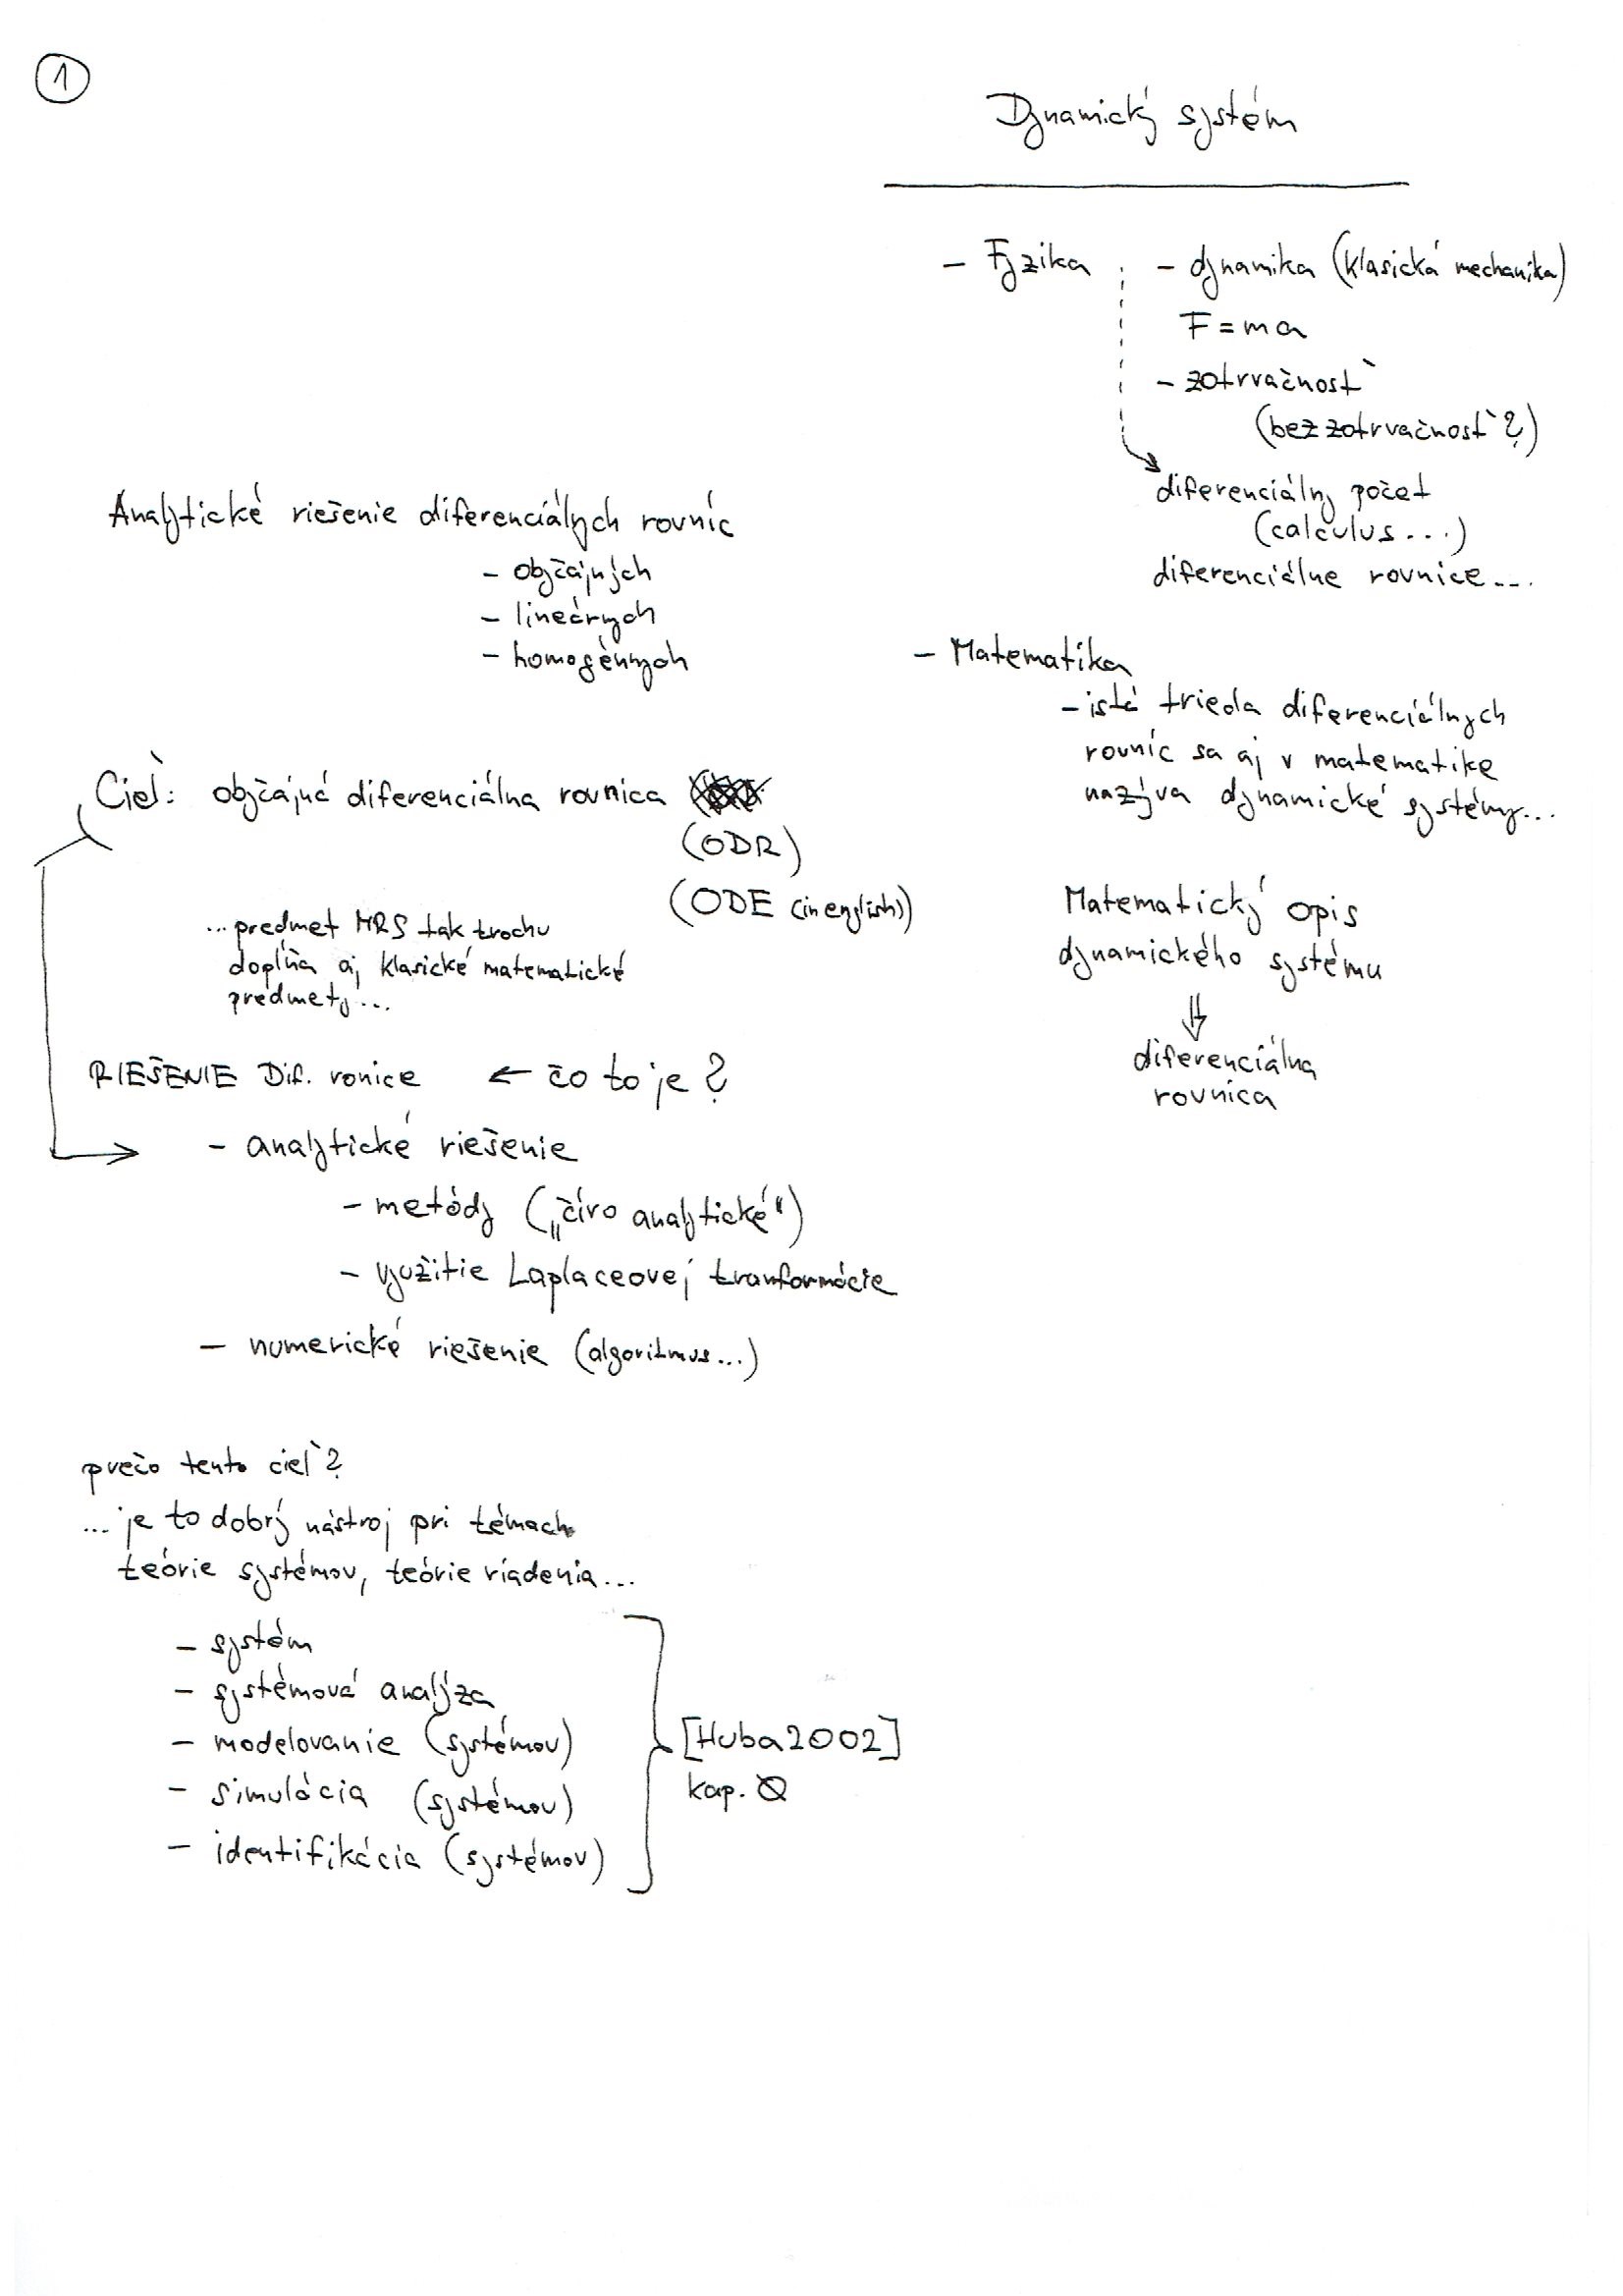 1
Dynamický systém
- Fyzika
- dynamika (klasická mechanika)
F = ma
- zotrvačnosť
(bez zotrvačnosť?)
diferenciálny počet
(calculus...)
diferenciálne rovnice...
- Matematika
- istá trieda diferenciálnych
rovníc sa aj v matematike
nazýva dynamické systémy...
Matematický opis
dynamického systému
⇓
diferenciálna
rovnica
Analytické riešenie diferenciálnych rovníc
- obyčajných
- lineárnych
- homogénnych
Cieľ: obyčajná diferenciálna rovnica
(ODR)
(ODE (in english))
...predmet MRS tak trochu
dopĺňa aj klasické matematické
predmety...
RIEŠENIE Dif. ronice ← čo to je?
- analytické riešenie
- metódy („číro analytické“)
- využitie Laplaceovej tranformácie
- numerické riešenie (algoritmus...)
prečo tento cieľ?
...je to dobrý nástroj pri témach
teórie systémov, teórie riadenia...
- systém
- systémová analýza
- modelovanie (systémov)
- simulácia (systémov)
- identifikácia (systémov)
[Huba2002]
kap. 0